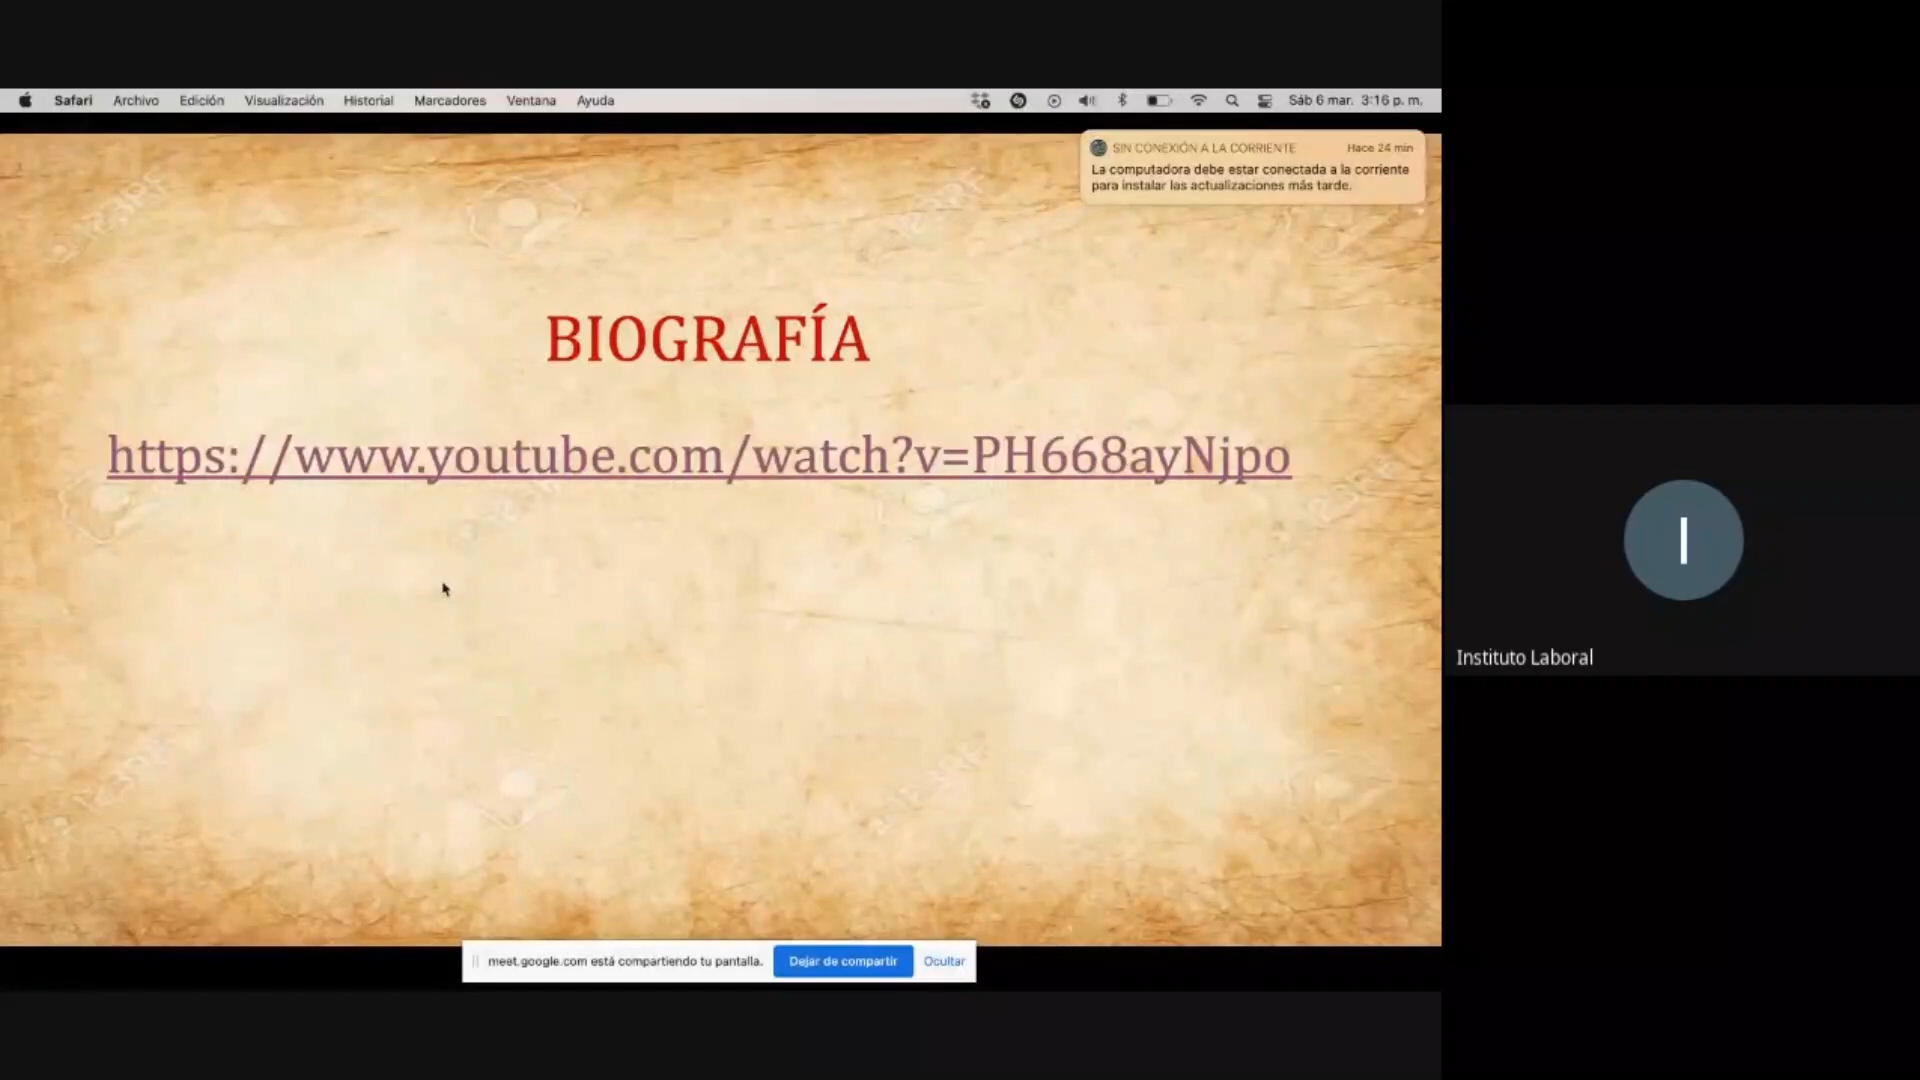 Safari Archivo Edición Visualización Historial Marcadores Ventana Ayuda Sáb 6 mar. 3:16 p. m.
SIN CONEXIÓN A LA CORRIENTE Hace 24 min
La computadora debe estar conectada a la corriente
para instalar las actualizaciones más tarde.
BIOGRAFÍA
https://www.youtube.com/watch?v=PH668ayNjpo
I
Instituto Laboral
meet.google.com está compartiendo tu pantalla. Dejar de compartir Ocultar